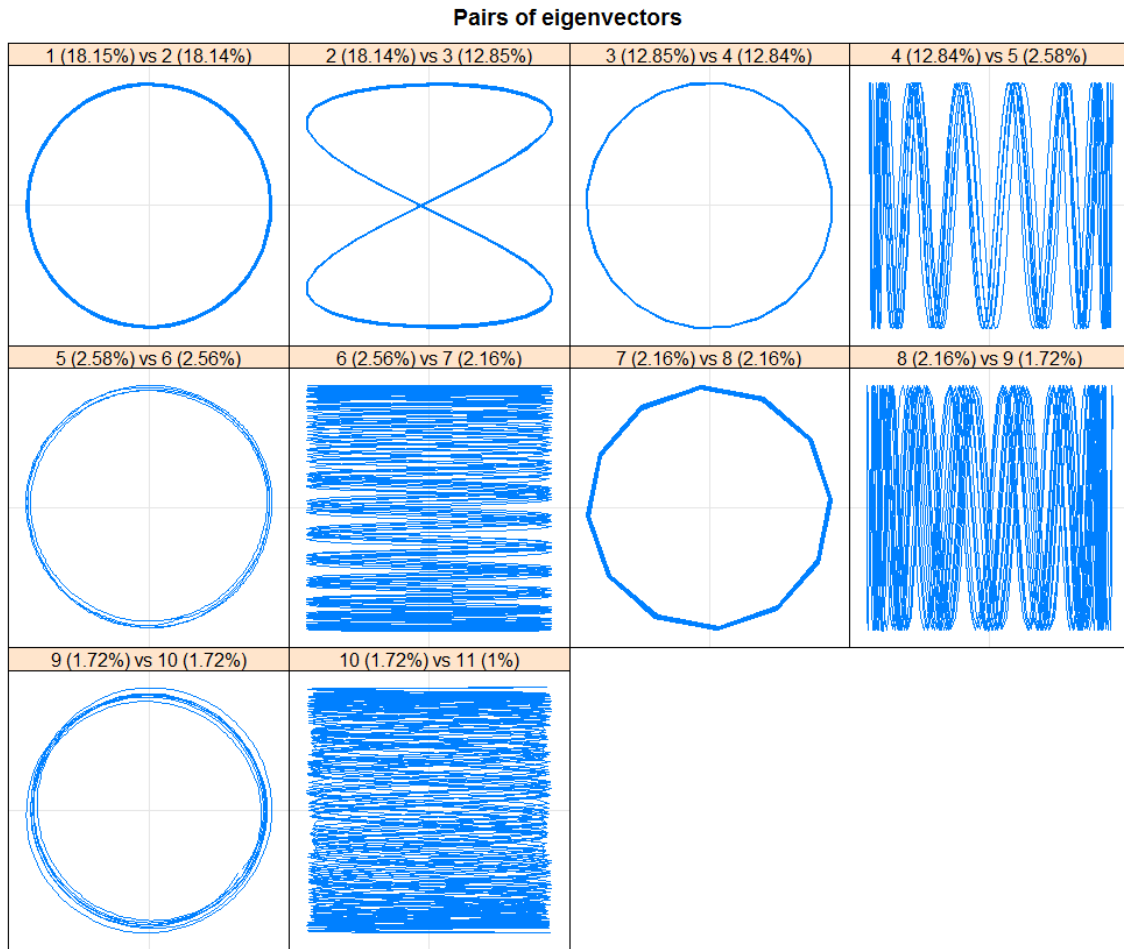 Pairs of eigenvectors
1 (18.15%) vs 2 (18.14%)
2 (18.14%) vs 3 (12.85%)
3 (12.85%) vs 4 (12.84%)
4 (12.84%) vs 5 (2.58%)
5 (2.58%) vs 6 (2.56%)
6 (2.56%) vs 7 (2.16%)
7 (2.16%) vs 8 (2.16%)
8 (2.16%) vs 9 (1.72%)
9 (1.72%) vs 10 (1.72%)
10 (1.72%) vs 11 (1%)